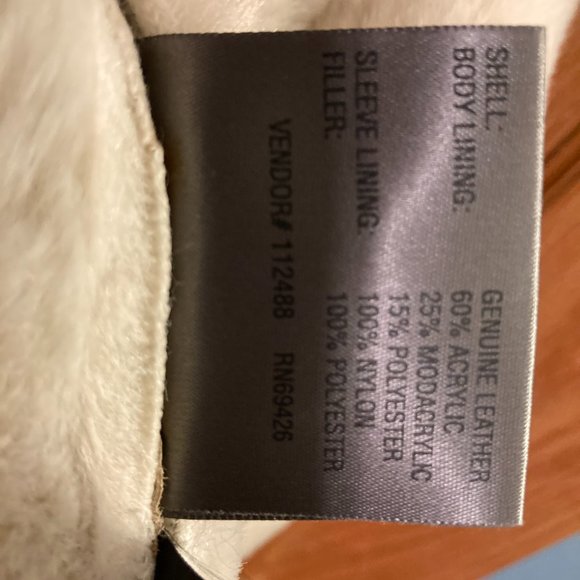 SHELL: GENUINE LEATHER
BODY LINING: 60% ACRYLIC
25% MODACRYLIC
15% POLYESTER
SLEEVE LINING: 100% NYLON
FILLER: 100% POLYESTER
VENDOR# 112488 RN69426